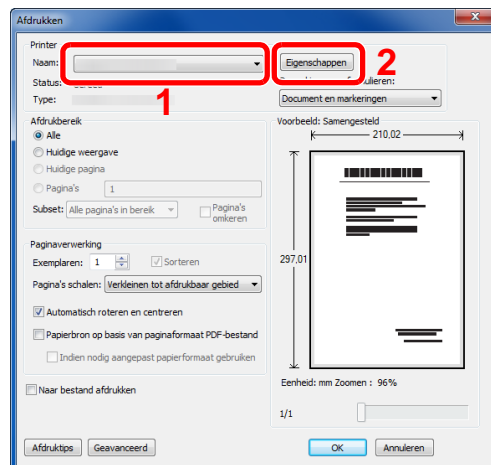 Afdrukken
Printer
Naam:
Eigenschappen
2
Status:
ulieren:
Type:
1
Document en markeringen
Afdrukbereik
Alle
Huidige weergave
Huidige pagina
Pagina's
1
Subset: Alle pagina's in bereik
Pagina's omkeren
Paginaverwerking
Exemplaren: 1
Sorteren
Pagina's schalen: Verkleinen tot afdrukbaar gebied
Automatisch roteren en centreren
Papierbron op basis van paginaformaat PDF-bestand
Indien nodig aangepast papierformaat gebruiken
Naar bestand afdrukken
Voorbeeld: Samengesteld
210,02
297,01
Eenheid: mm Zoomen : 96%
1/1
Afdruktips
Geavanceerd
OK
Annuleren